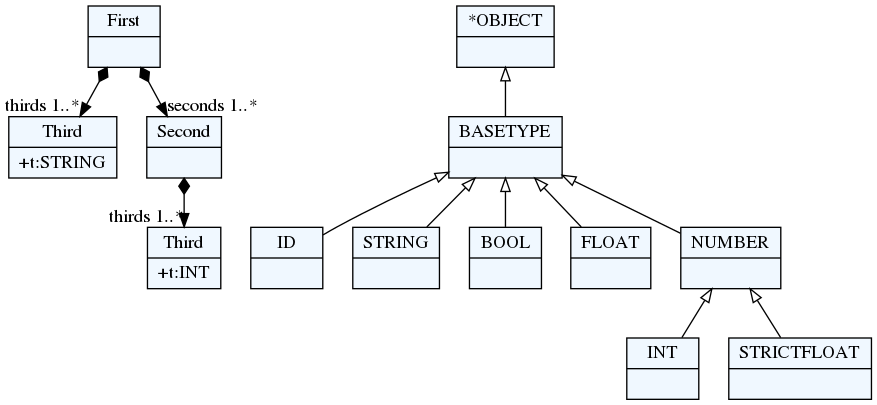 First
*OBJECT
thirds 1..*
seconds 1..*
Third
+t:STRING
Second
BASETYPE
thirds 1..*
Third
+t:INT
ID
STRING
BOOL
FLOAT
NUMBER
INT
STRICTFLOAT